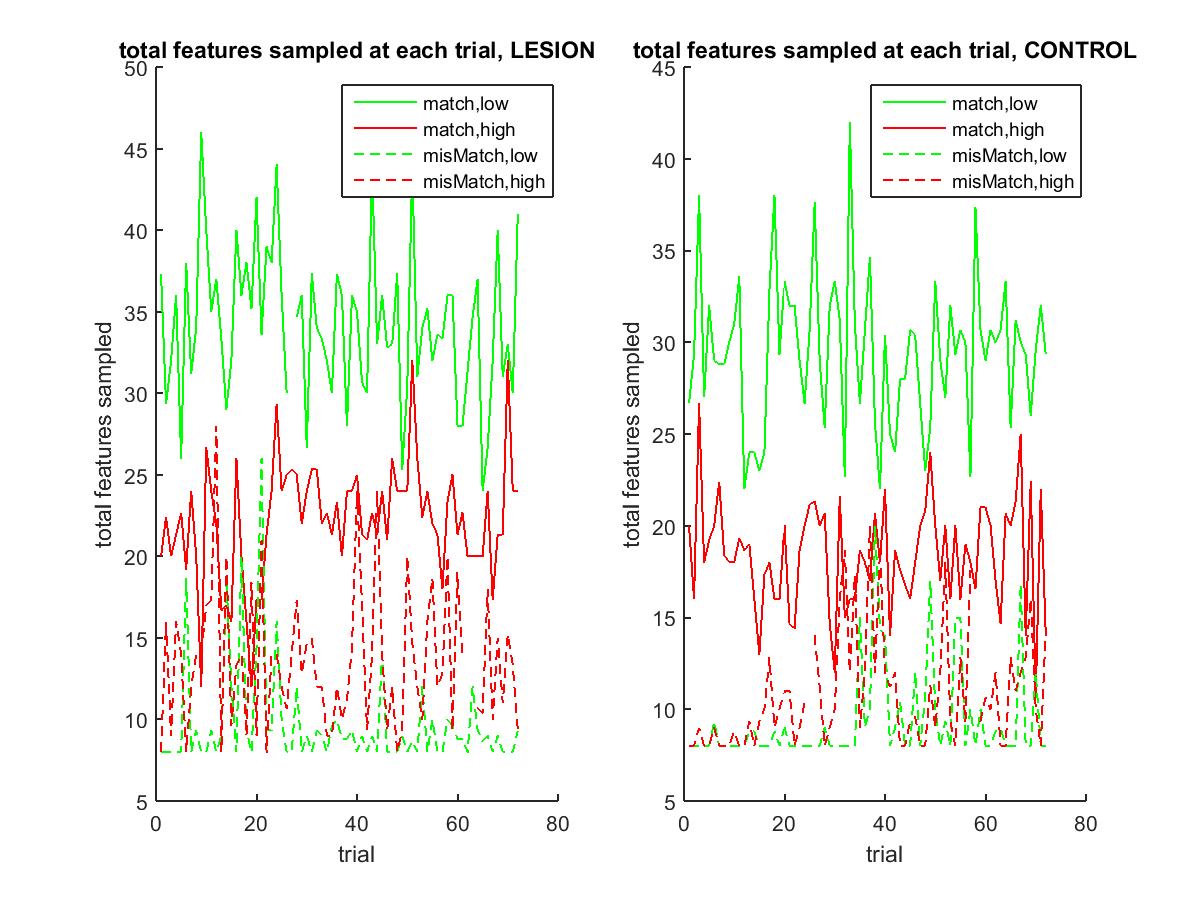 total features sampled at each trial, LESION
50
45
40
35
30
25
20
15
10
5
0
20
40
60
80
total features sampled
trial
match,low
match,high
misMatch,low
misMatch,high
total features sampled at each trial, CONTROL
45
40
35
30
25
20
15
10
5
0
20
40
60
80
total features sampled
trial
match,low
match,high
misMatch,low
misMatch,high